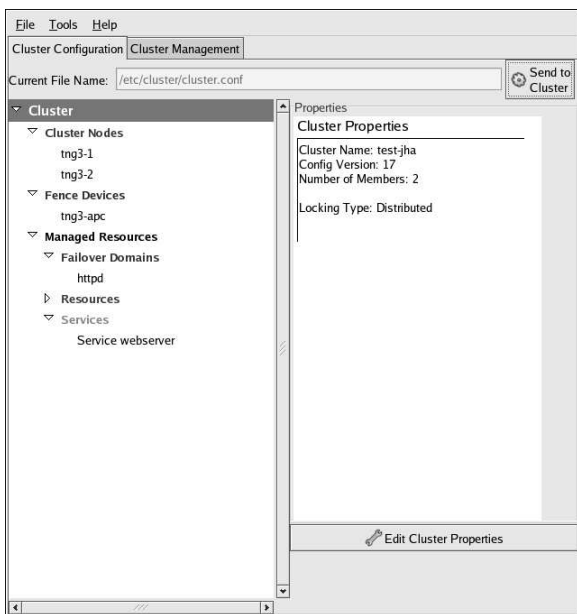 File Tools Help
Cluster Configuration Cluster Management
Current File Name: /etc/cluster/cluster.conf
Send to
Cluster
Cluster
Cluster Nodes
tng3-1
tng3-2
Fence Devices
tng3-apc
Managed Resources
Failover Domains
httpd
Resources
Services
Service webserver
Properties
Cluster Properties
Cluster Name: test-jha
Config Version: 17
Number of Members: 2
Locking Type: Distributed
Edit Cluster Properties